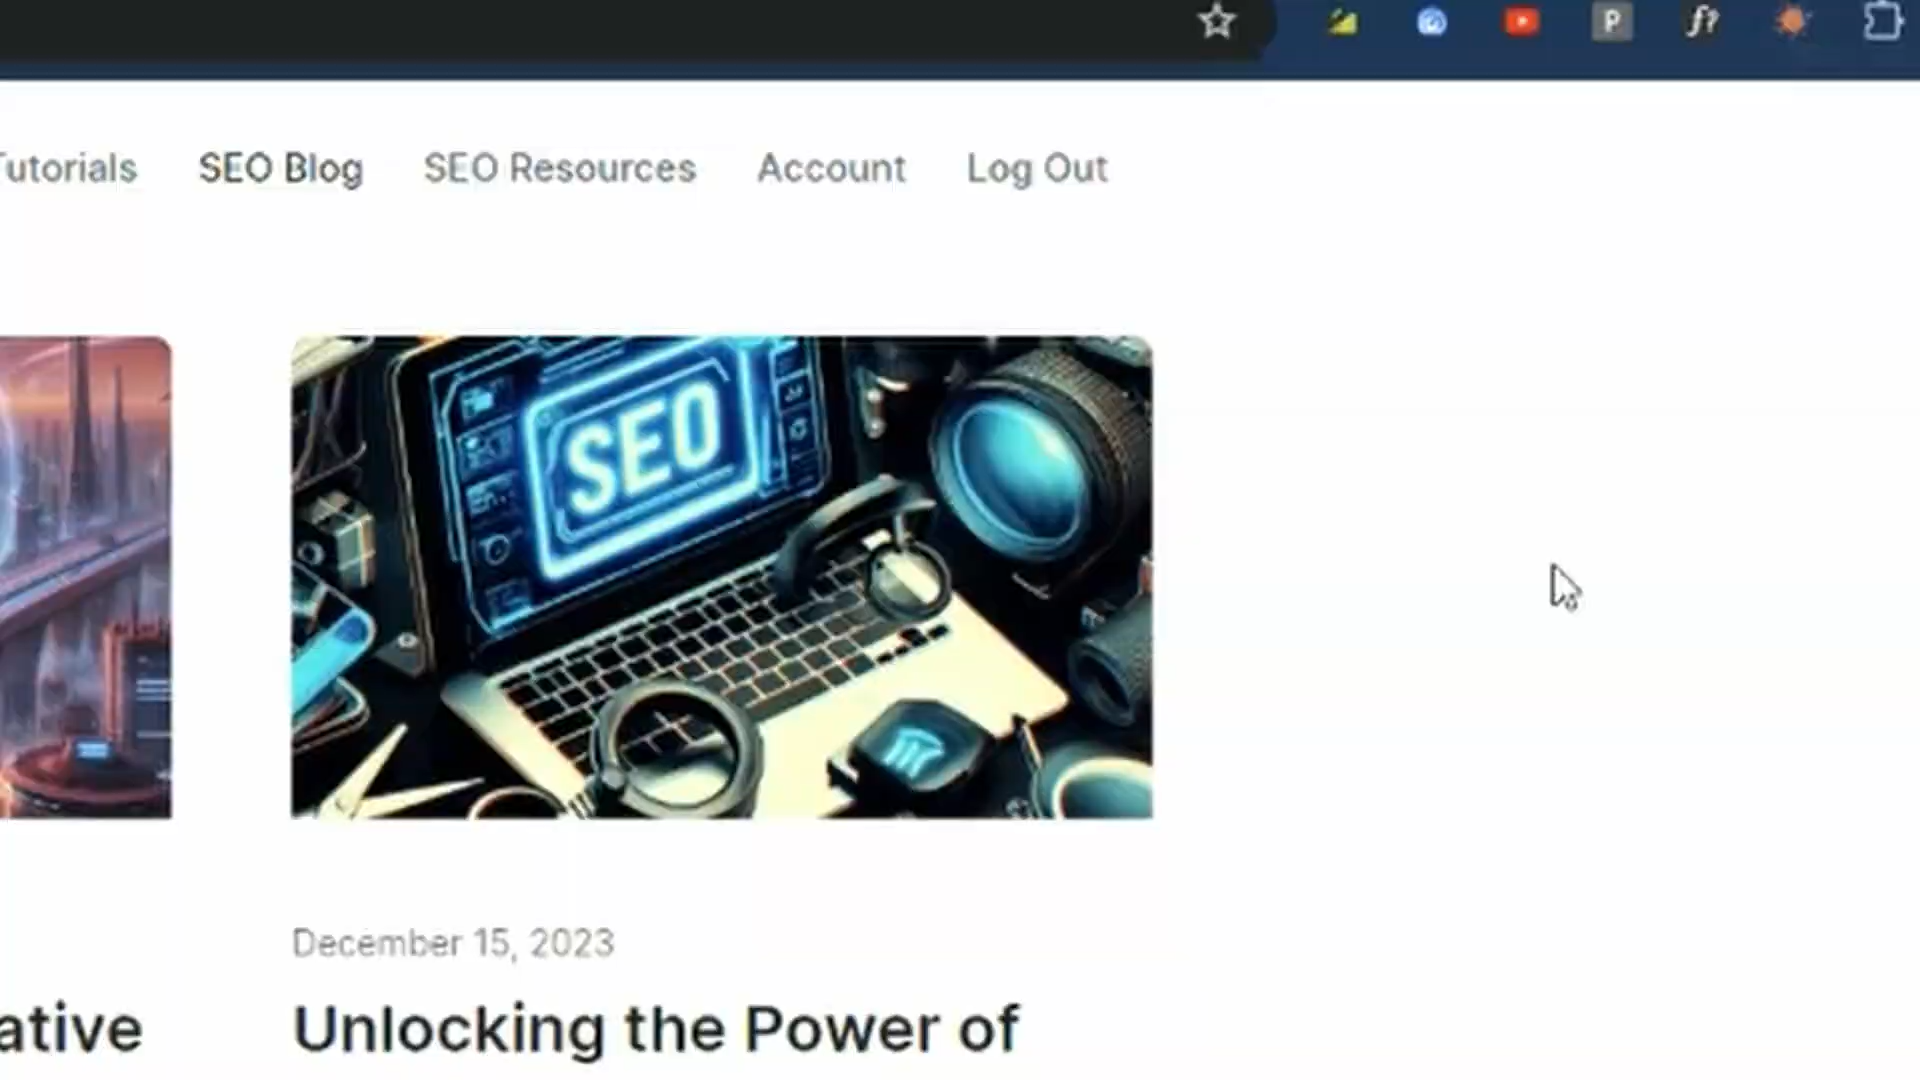 P
f?
Tutorials SEO Blog SEO Resources Account Log Out
SEO
December 15, 2023
ative
Unlocking the Power of